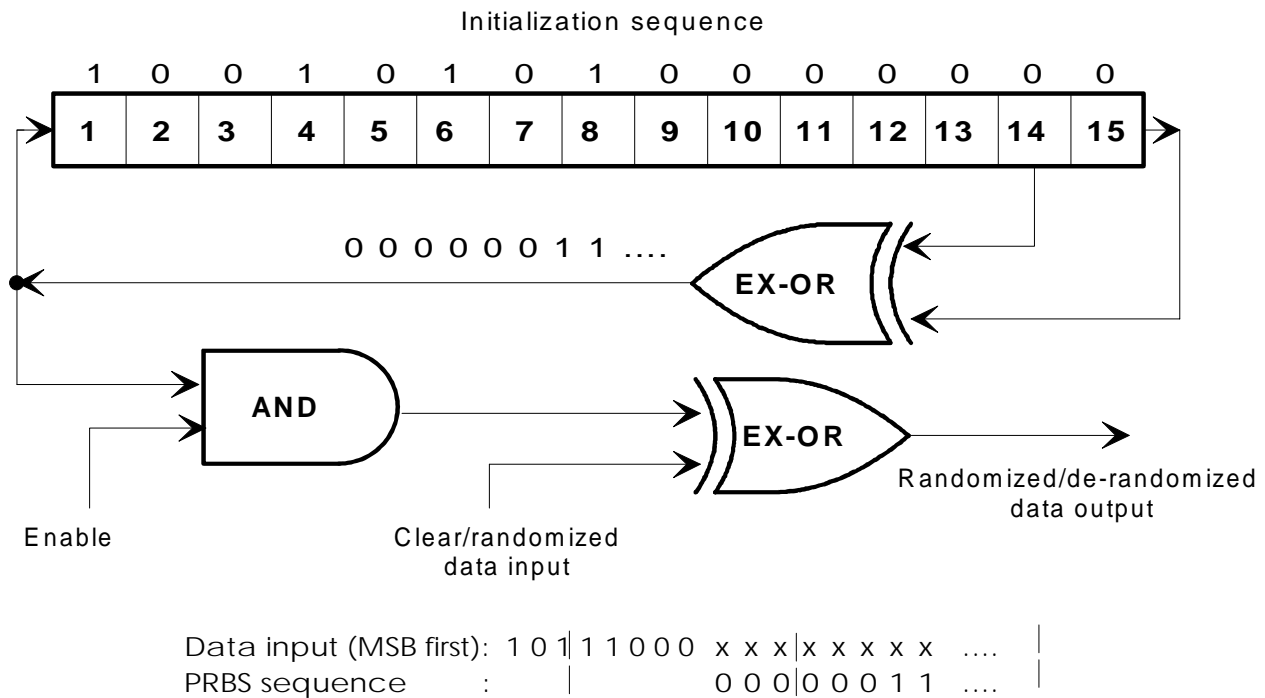 Initialization sequence
1 0 0 1 0 1 0 1 0 0 0 0 0 0 0
1 2 3 4 5 6 7 8 9 10 11 12 13 14 15
0 0 0 0 0 0 1 1 ....
EX-OR
AND
EX-OR
Randomized/de-randomized
data output
Enable
Clear/randomized
data input
Data input (MSB first): 1 0 1 1 1 0 0 0 x x x x x x x x ....
PRBS sequence : 0 0 0 0 0 0 1 1 ....